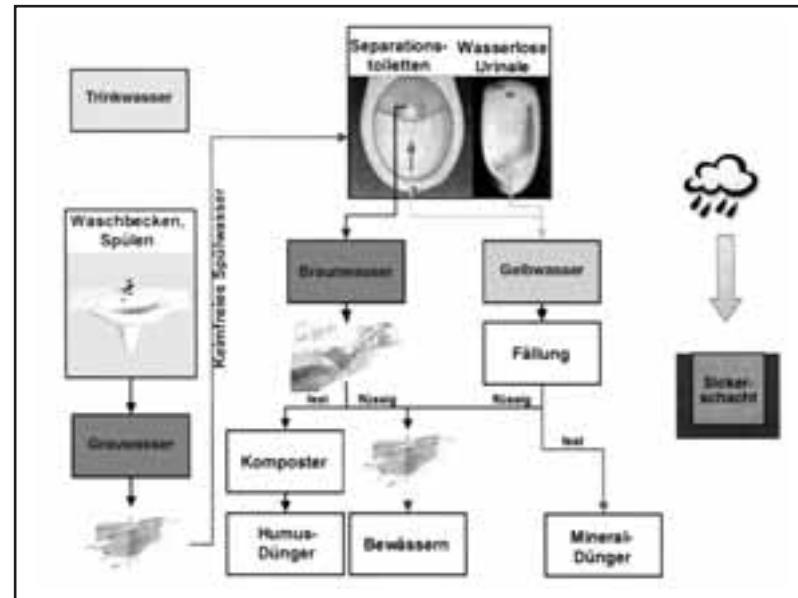 Separations-
toiletten
Wasserlose
Urinale
Trinkwasser
Waschbecken,
Spülen
Keimfreies Spülwasser
Braunwasser
Gelbwasser
Fällung
Sicker-
schacht
fest
flüssig
flüssig
fest
Grauwasser
Komposter
Humus-
Dünger
Bewässern
Mineral-
Dünger